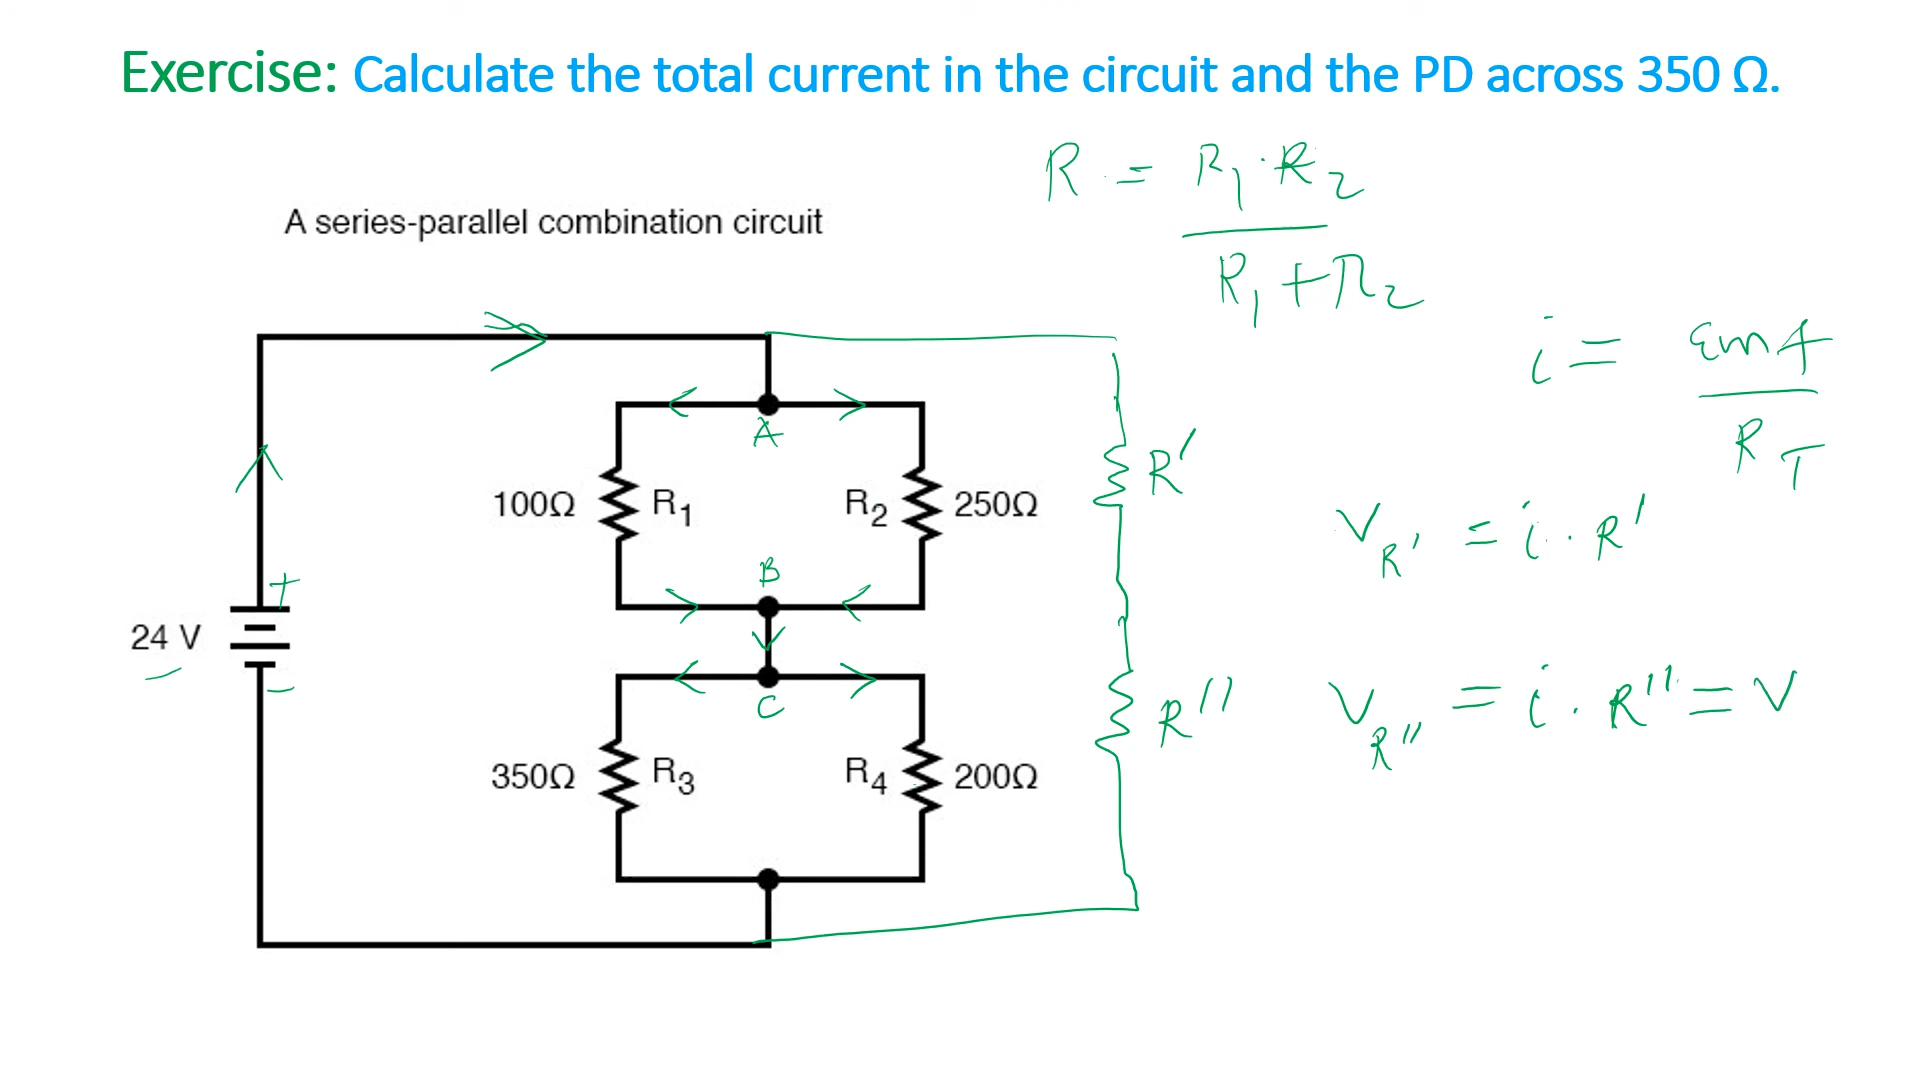 Exercise: Calculate the total current in the circuit and the PD across 350 Ω.
R = R1 · R2
R1 + R2
A series-parallel combination circuit
i = emf
RT
A
R'
100Ω R1 R2 250Ω
VR' = i · R'
B
+
24 V
−
C
R''
VR'' = i · R'' = V
350Ω R3 R4 200Ω